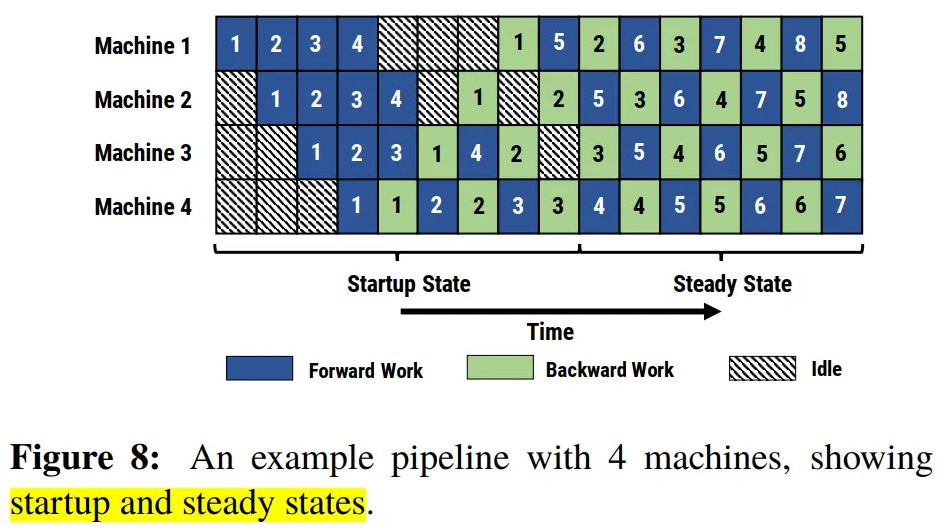 Machine 1 1 2 3 4 1 5 2 6 3 7 4 8 5
Machine 2 1 2 3 4 1 2 5 3 6 4 7 5 8
Machine 3 1 2 3 1 4 2 3 5 4 6 5 7 6
Machine 4 1 1 2 2 3 3 4 4 5 5 6 6 7
Startup State Steady State
Time
Forward Work Backward Work Idle
Figure 8: An example pipeline with 4 machines, showing
startup and steady states.